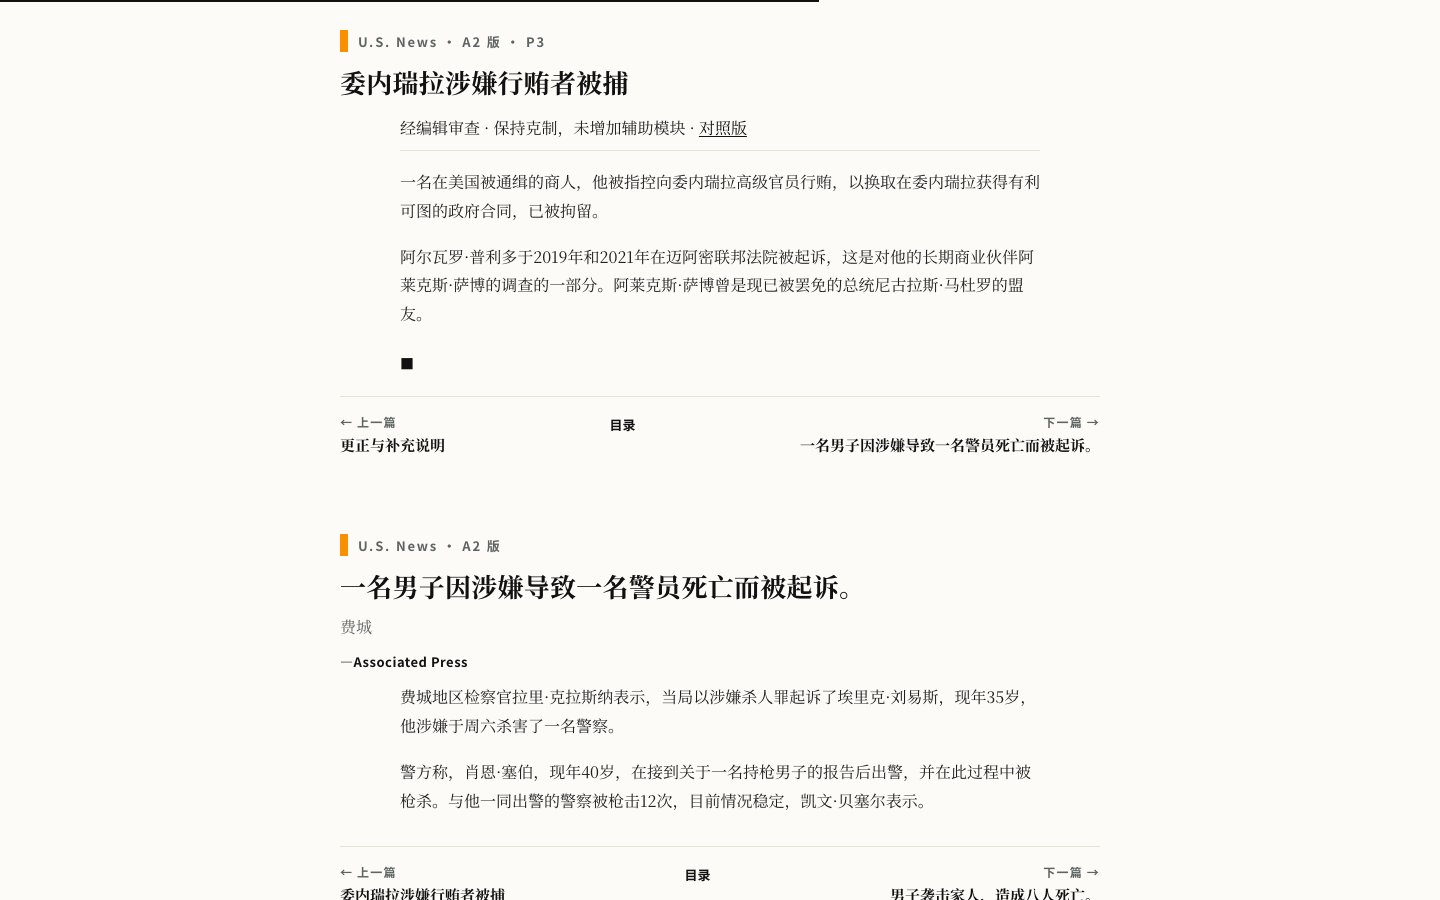 U.S. News · A2 版 · P3
委内瑞拉涉嫌行贿者被捕
经编辑审查 · 保持克制，未增加辅助模块 · 对照版
一名在美国被通缉的商人，他被指控向委内瑞拉高级官员行贿，以换取在委内瑞拉获得有利
可图的政府合同，已被拘留。
阿尔瓦罗·普利多于2019年和2021年在迈阿密联邦法院被起诉，这是对他的长期商业伙伴阿
莱克斯·萨博的调查的一部分。阿莱克斯·萨博曾是现已被罢免的总统尼古拉斯·马杜罗的盟
友。
■
← 上一篇
更正与补充说明
目录
下一篇 →
一名男子因涉嫌导致一名警员死亡而被起诉。
U.S. News · A2 版
一名男子因涉嫌导致一名警员死亡而被起诉。
费城
—Associated Press
费城地区检察官拉里·克拉斯纳表示，当局以涉嫌杀人罪起诉了埃里克·刘易斯，现年35岁，
他涉嫌于周六杀害了一名警察。
警方称，肖恩·塞伯，现年40岁，在接到关于一名持枪男子的报告后出警，并在此过程中被
枪杀。与他一同出警的警察被枪击12次，目前情况稳定，凯文·贝塞尔表示。
← 上一篇
委内瑞拉涉嫌行贿者被捕
目录
下一篇 →
男子袭击家人，造成八人死亡。